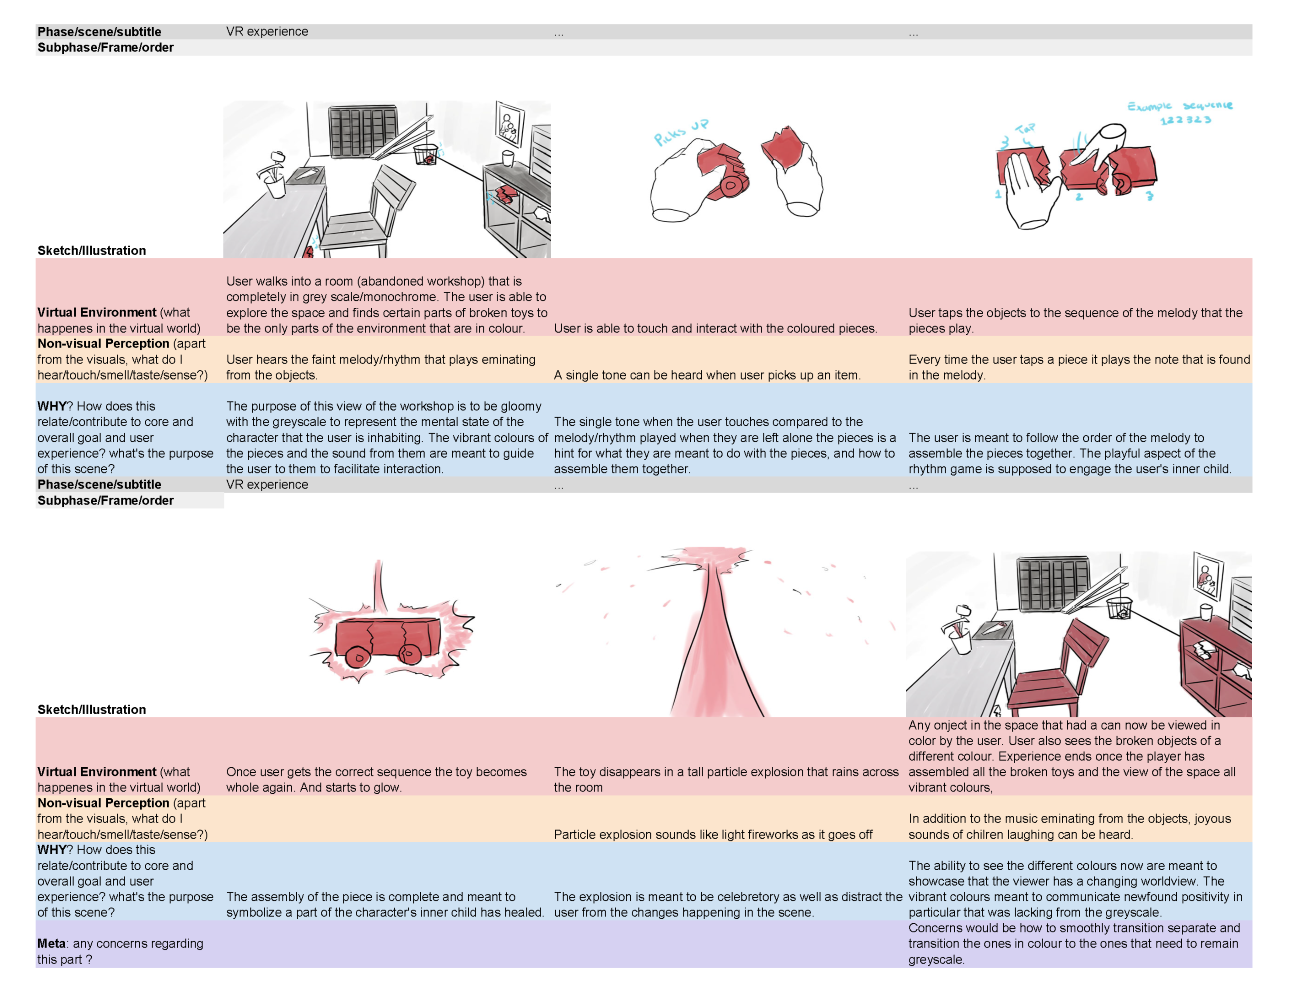 Phase/scene/subtitle VR experience ... ...
Subphase/Frame/order
Picks UP
Tap
Example sequence
122323
1 2 3
Sketch/Illustration
Virtual Environment (what
happenes in the virtual world)
User walks into a room (abandoned workshop) that is
completely in grey scale/monochrome. The user is able to
explore the space and finds certain parts of broken toys to
be the only parts of the environment that are in colour.
User is able to touch and interact with the coloured pieces.
User taps the objects to the sequence of the melody that the
pieces play.
Non-visual Perception (apart
from the visuals, what do I
hear/touch/smell/taste/sense?)
User hears the faint melody/rhythm that plays eminating
from the objects.
A single tone can be heard when user picks up an item.
Every time the user taps a piece it plays the note that is found
in the melody.
WHY? How does this
relate/contribute to core and
overall goal and user
experience? what's the purpose
of this scene?
The purpose of this view of the workshop is to be gloomy
with the greyscale to represent the mental state of the
character that the user is inhabiting. The vibrant colours of
the pieces and the sound from them are meant to guide
the user to them to facilitate interaction.
The single tone when the user touches compared to the
melody/rhythm played when they are left alone the pieces is a
hint for what they are meant to do with the pieces, and how to
assemble them together.
The user is meant to follow the order of the melody to
assemble the pieces together. The playful aspect of the
rhythm game is supposed to engage the user's inner child.
Phase/scene/subtitle VR experience ... ...
Subphase/Frame/order
Sketch/Illustration
Virtual Environment (what
happenes in the virtual world)
Once user gets the correct sequence the toy becomes
whole again. And starts to glow.
The toy disappears in a tall particle explosion that rains across
the room
Any onject in the space that had a can now be viewed in
color by the user. User also sees the broken objects of a
different colour. Experience ends once the player has
assembled all the broken toys and the view of the space all
vibrant colours,
Non-visual Perception (apart
from the visuals, what do I
hear/touch/smell/taste/sense?)
Particle explosion sounds like light fireworks as it goes off
In addition to the music eminating from the objects, joyous
sounds of chilren laughing can be heard.
WHY? How does this
relate/contribute to core and
overall goal and user
experience? what's the purpose
of this scene?
The assembly of the piece is complete and meant to
symbolize a part of the character's inner child has healed.
The explosion is meant to be celebretory as well as distract the
user from the changes happening in the scene.
The ability to see the different colours now are meant to
showcase that the viewer has a changing worldview. The
vibrant colours meant to communicate newfound positivity in
particular that was lacking from the greyscale.
Meta: any concerns regarding
this part ?
Concerns would be how to smoothly transition separate and
transition the ones in colour to the ones that need to remain
greyscale.